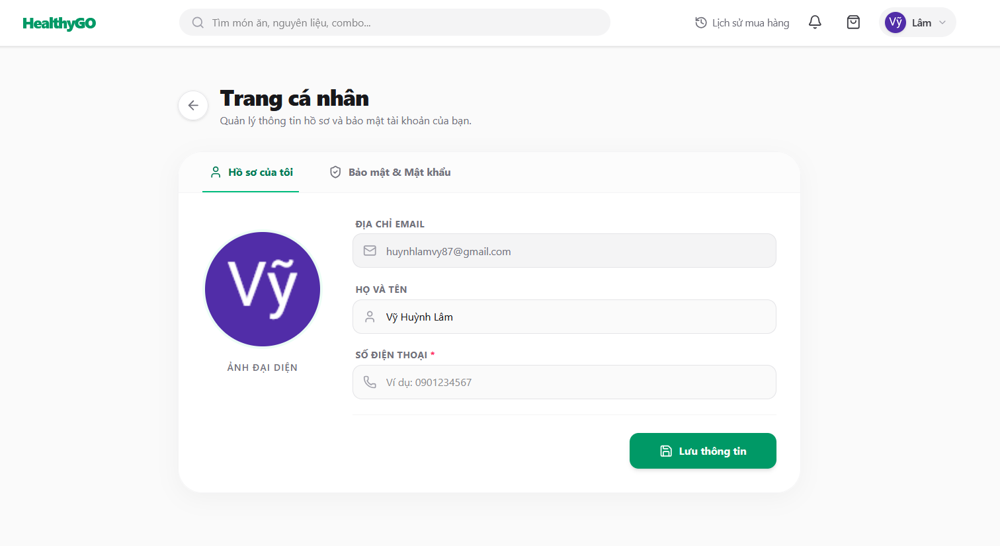 HealthyGO
Tìm món ăn, nguyên liệu, combo...
Lịch sử mua hàng
Vỹ
Lâm
Trang cá nhân
Quản lý thông tin hồ sơ và bảo mật tài khoản của bạn.
Hồ sơ của tôi
Bảo mật & Mật khẩu
Vỹ
ẢNH ĐẠI DIỆN
ĐỊA CHỈ EMAIL
huynhlamvy87@gmail.com
HỌ VÀ TÊN
Vỹ Huỳnh Lâm
SỐ ĐIỆN THOẠI *
Ví dụ: 0901234567
Lưu thông tin